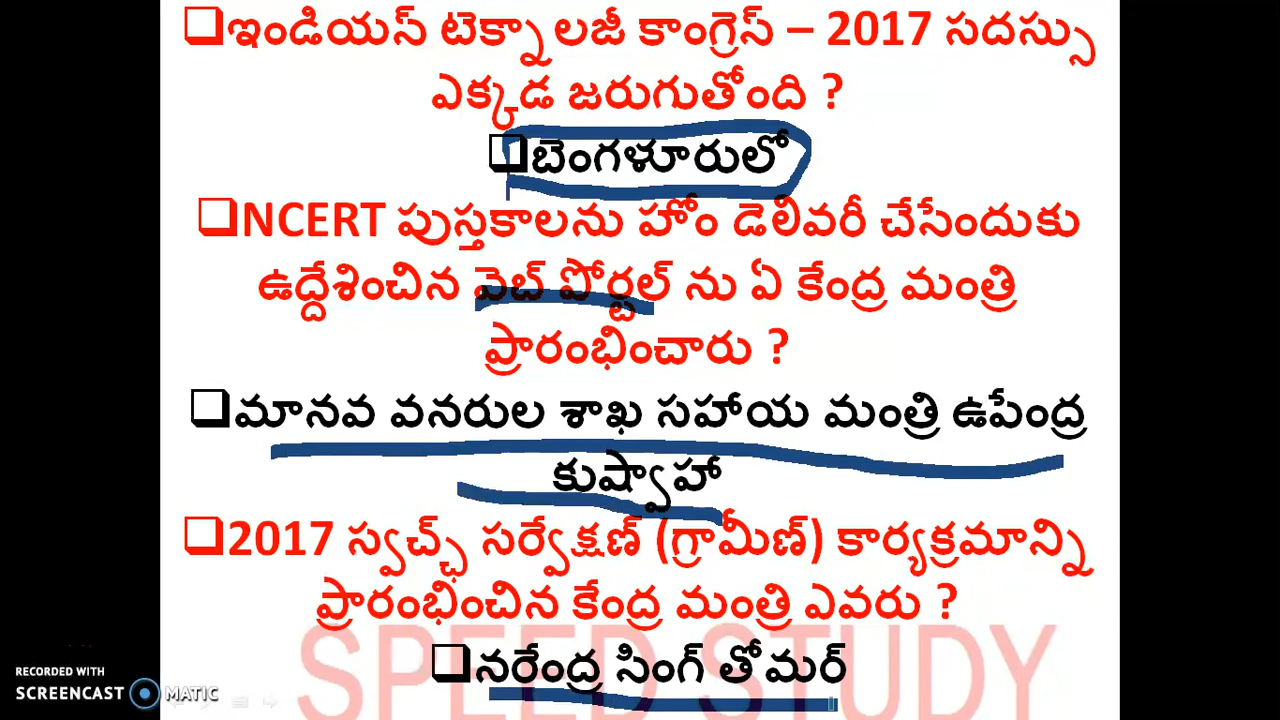 ❑ఇండియస్ టెక్నాలజీ కాంగ్రెస్ – 2017 సదస్సు
ఎక్కడ జరుగుతోంది ?
❑బెంగళూరులో
❑NCERT పుస్తకాలను హోం డెలివరీ చేసేందుకు
ఉద్దేశించిన వెబ్ పోర్టల్ ను ఏ కేంద్ర మంత్రి
ప్రారంభించారు ?
❑మానవ వనరుల శాఖ సహాయ మంత్రి ఉపేంద్ర
కుష్వాహా
❑2017 స్వచ్ఛ్ సర్వేక్షణ్ (గ్రామీణ్) కార్యక్రమాన్ని
ప్రారంభించిన కేంద్ర మంత్రి ఎవరు ?
❑నరేంద్ర సింగ్ తోమర్
SPEED STUDY
RECORDED WITH
SCREENCAST MATIC